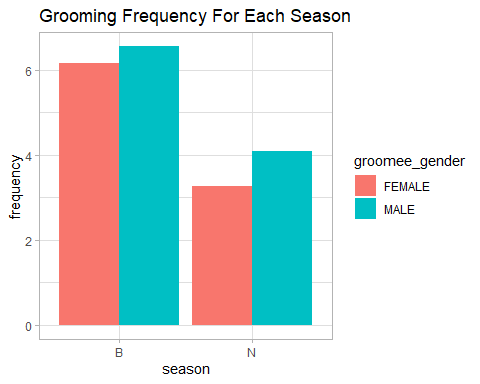 Grooming Frequency For Each Season
6
4
2
0
frequency
B
N
season
groomee_gender
FEMALE
MALE